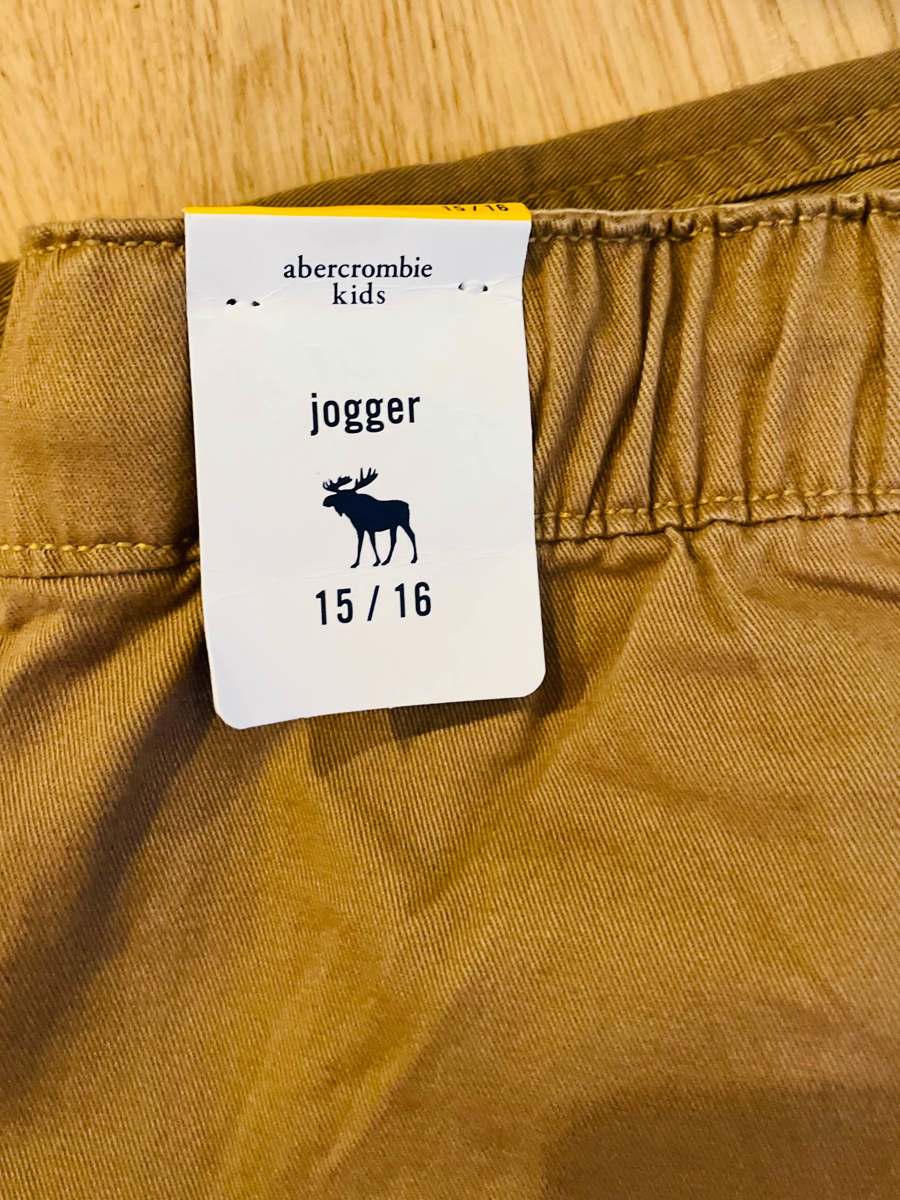 15 / 16
abercrombie
kids
jogger
15 / 16